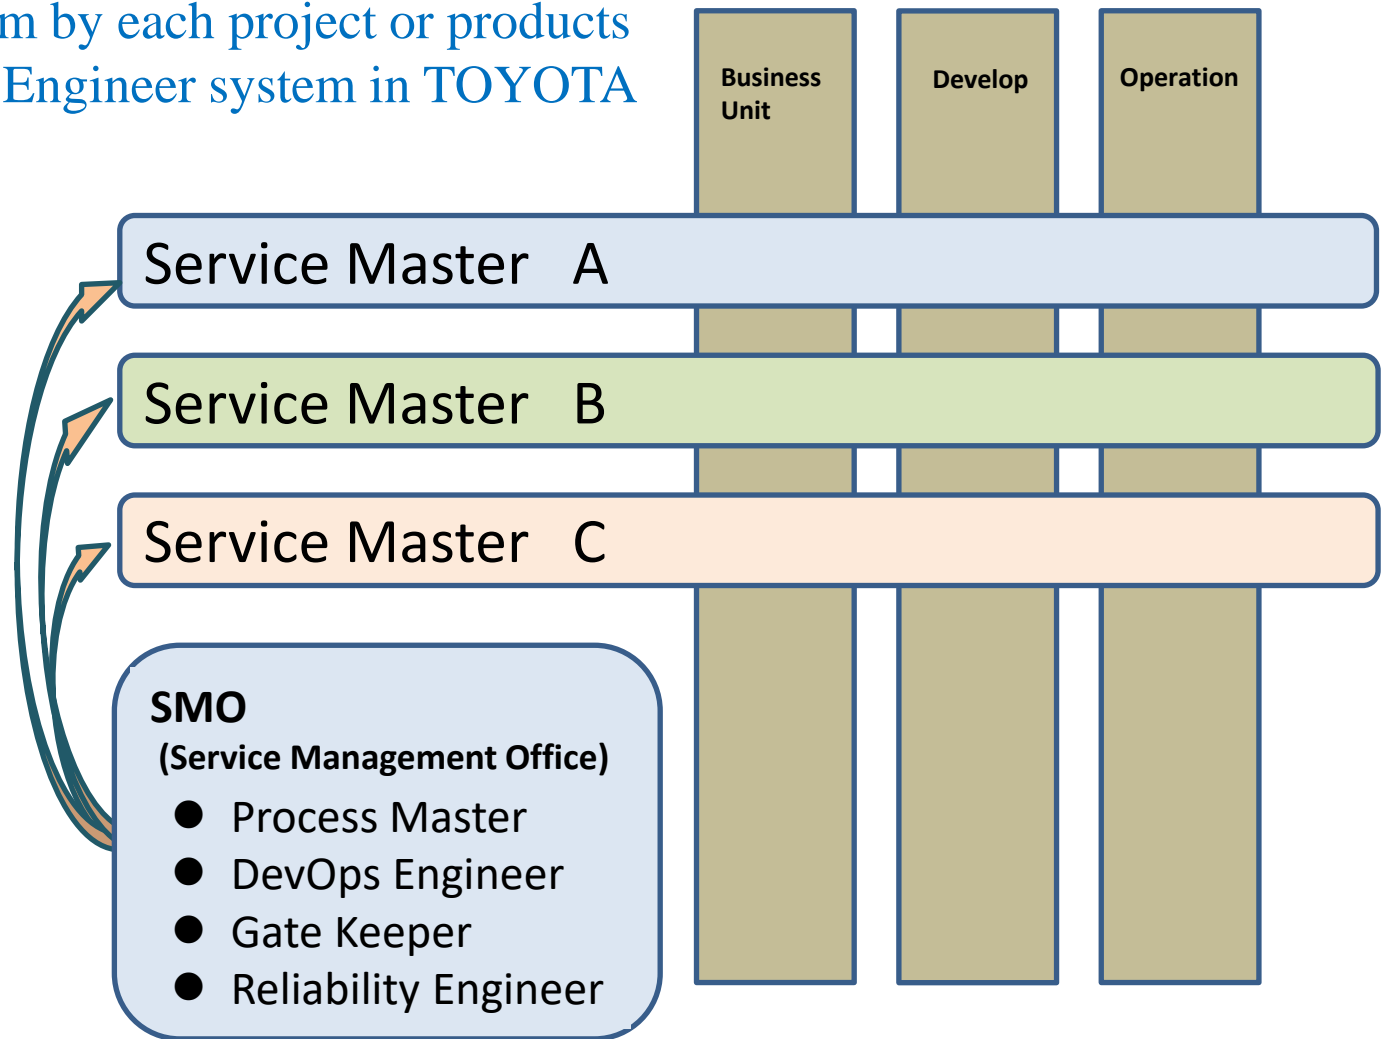 by each project or products
Engineer system in TOYOTA
Business
Unit
Develop
Operation
Service Master A
Service Master B
Service Master C
SMO
(Service Management Office)
● Process Master
● DevOps Engineer
● Gate Keeper
● Reliability Engineer